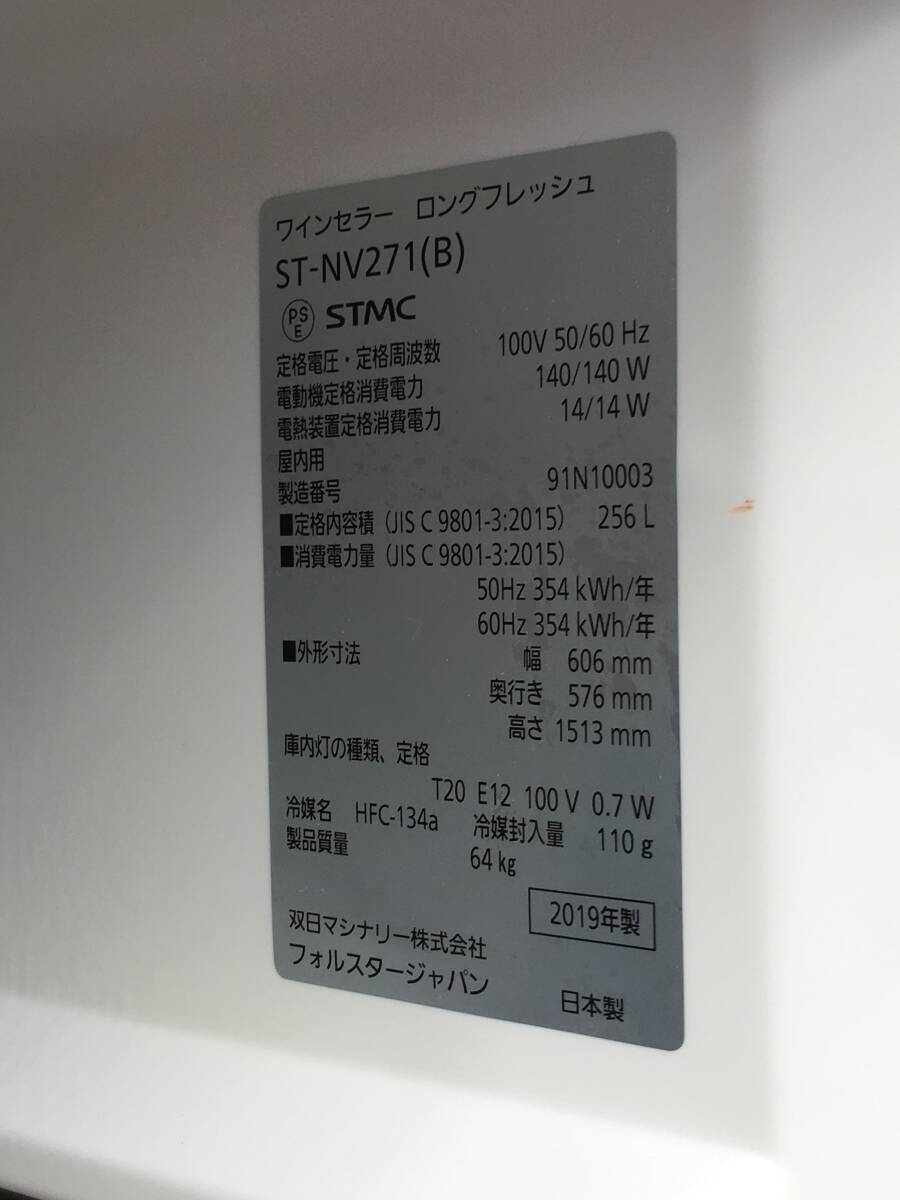 ワインセラー ロングフレッシュ
ST-NV271(B)
PSE STMC
定格電圧・定格周波数 100V 50/60 Hz
電動機定格消費電力 140/140 W
電熱装置定格消費電力 14/14 W
屋内用
製造番号 91N10003
■定格内容積（JIS C 9801-3:2015） 256 L
■消費電力量（JIS C 9801-3:2015）
50Hz 354 kWh/年
60Hz 354 kWh/年
■外形寸法 幅 606 mm
奥行き 576 mm
高さ 1513 mm
庫内灯の種類、定格
T20 E12 100 V 0.7 W
冷媒名 HFC-134a 冷媒封入量 110 g
製品質量 64 kg
2019年製
双日マシナリー株式会社
フォルスタージャパン
日本製